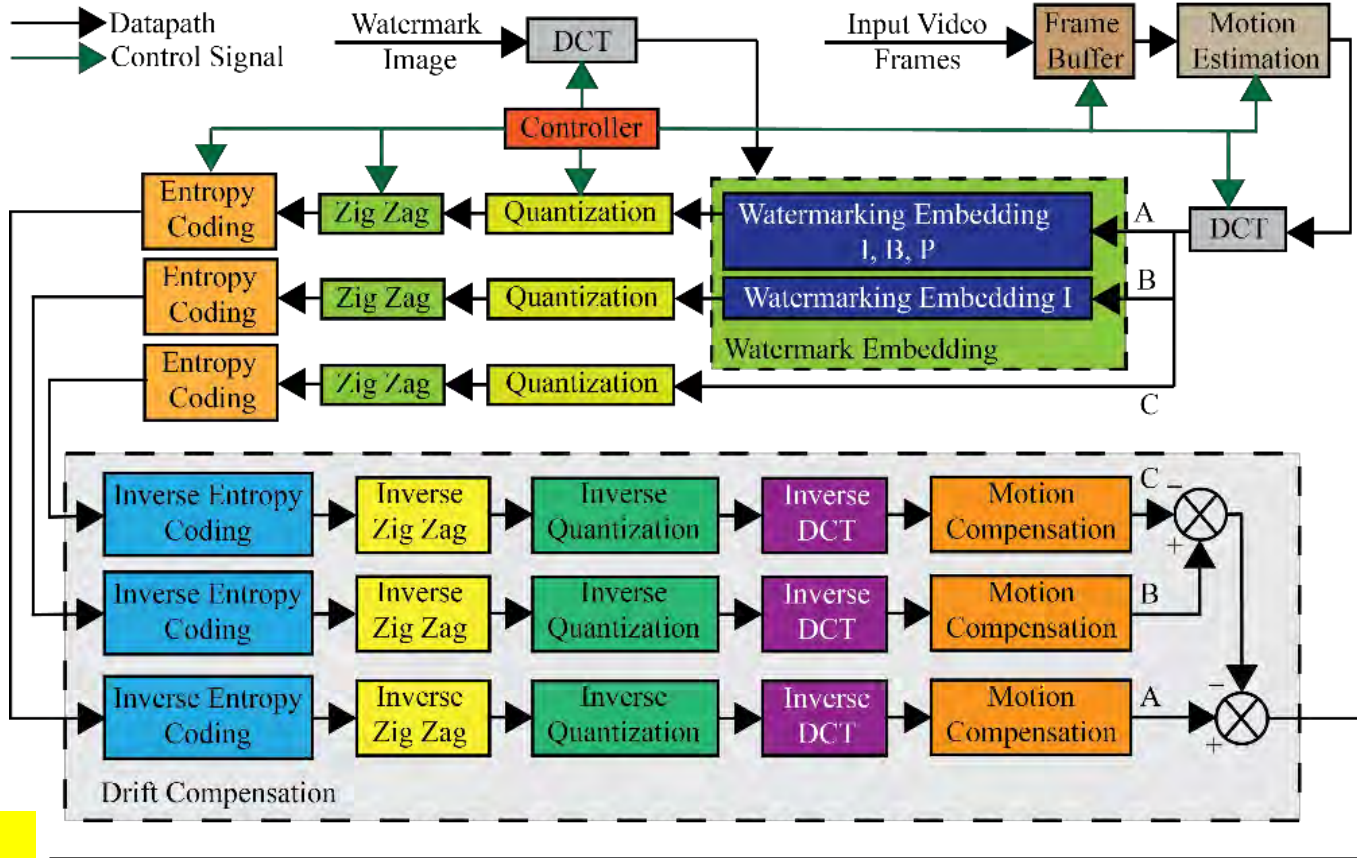 Datapath
Control Signal
Watermark
Image
DCT
Input Video
Frames
Frame
Buffer
Motion
Estimation
Controller
Entropy
Coding
Zig Zag
Quantization
Watermarking Embedding
I, B, P
A
DCT
Entropy
Coding
Zig Zag
Quantization
Watermarking Embedding I
B
Watermark Embedding
Entropy
Coding
Zig Zag
Quantization
C
Inverse Entropy
Coding
Inverse
Zig Zag
Inverse
Quantization
Inverse
DCT
Motion
Compensation
C
−
+
Inverse Entropy
Coding
Inverse
Zig Zag
Inverse
Quantization
Inverse
DCT
Motion
Compensation
B
Inverse Entropy
Coding
Inverse
Zig Zag
Inverse
Quantization
Inverse
DCT
Motion
Compensation
A
−
+
Drift Compensation